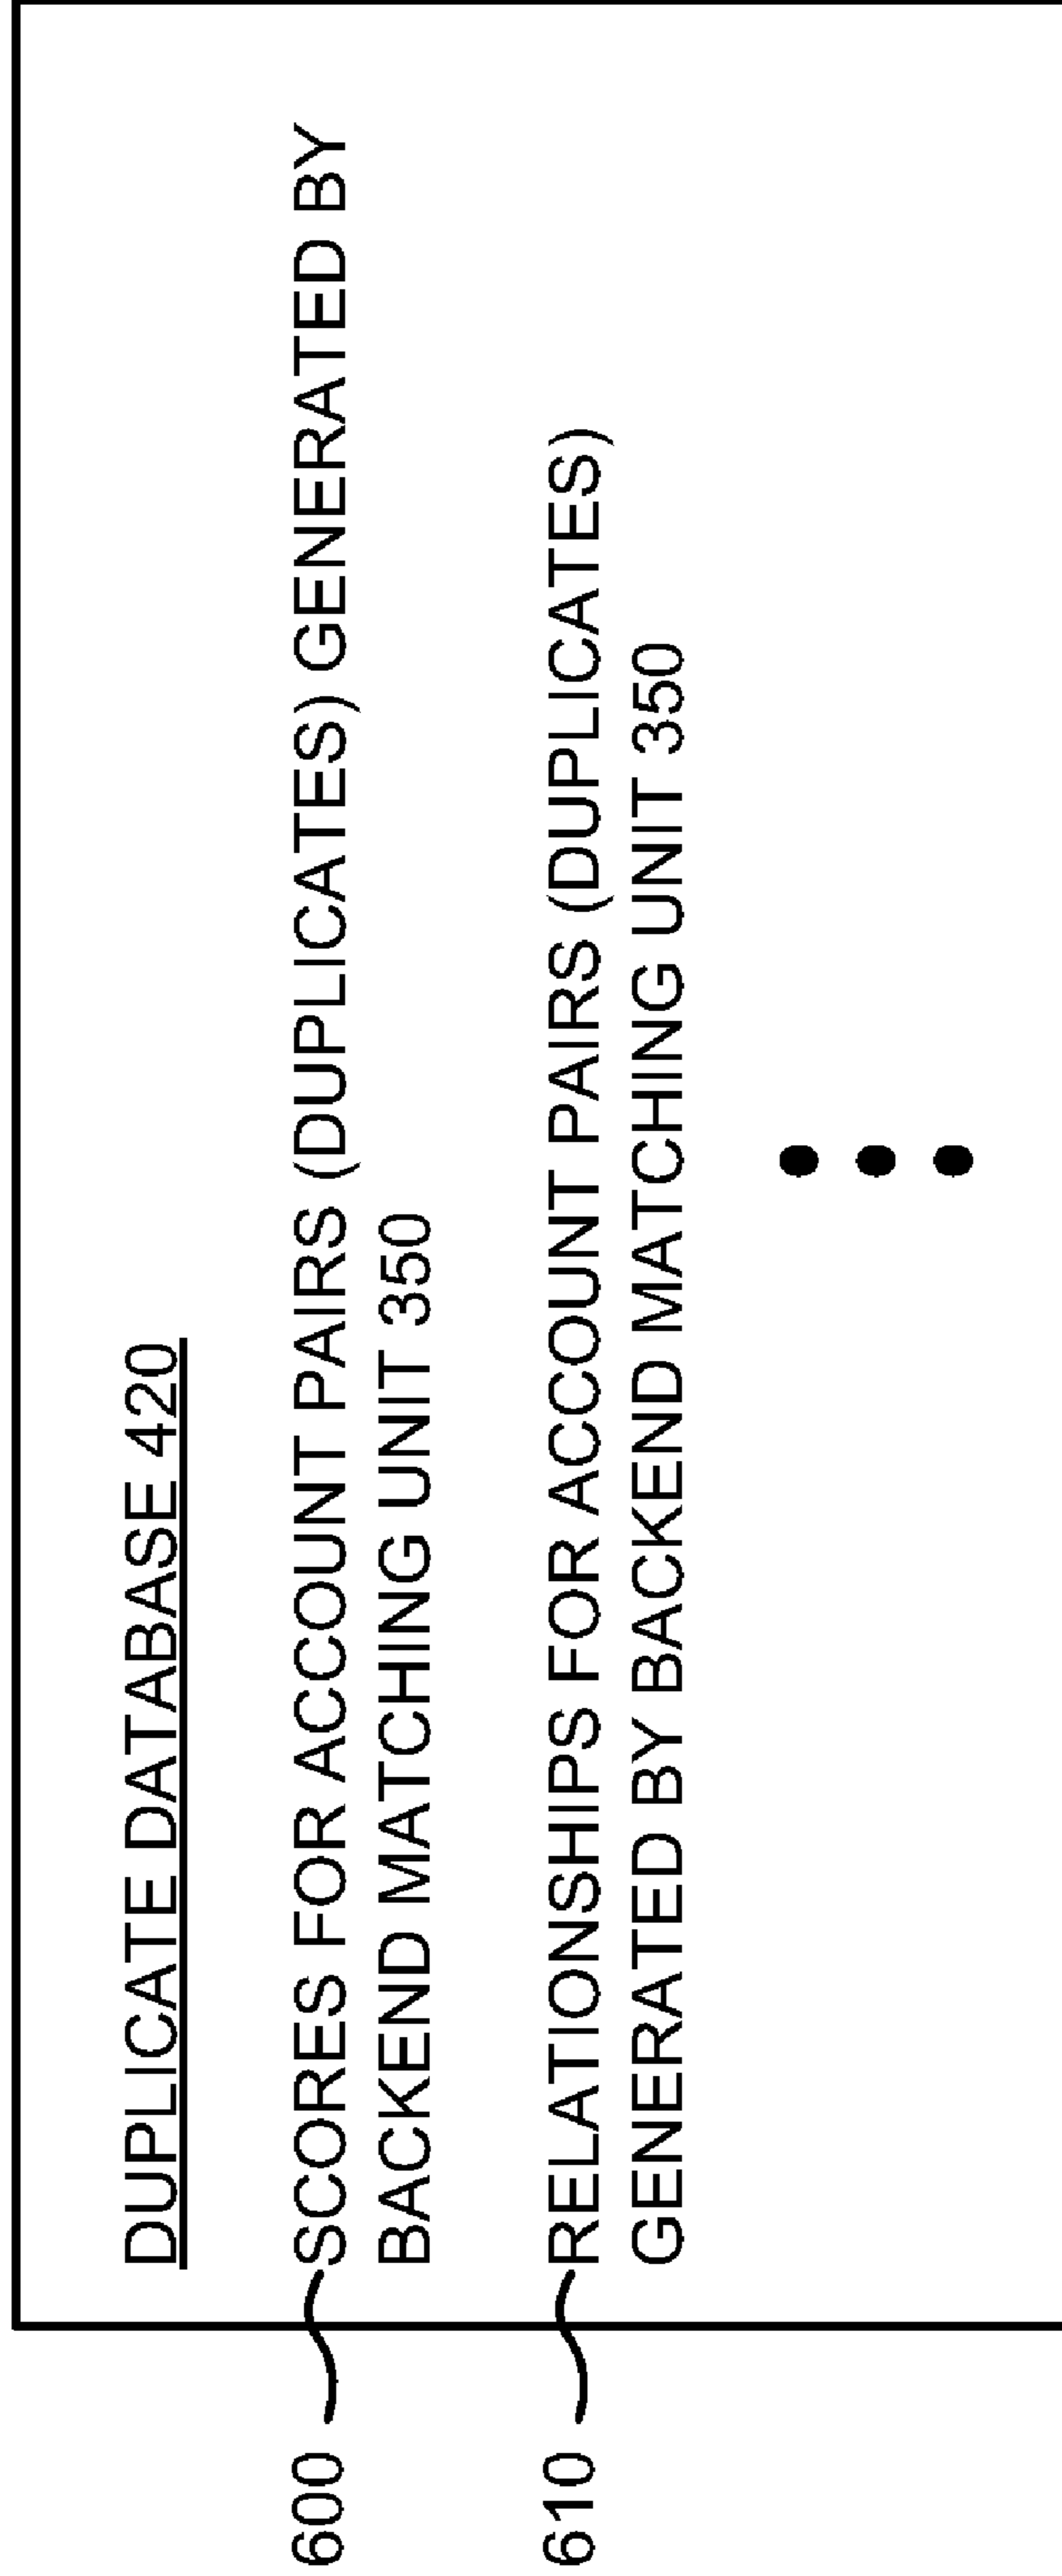 DUPLICATE DATABASE 420
600 SCORES FOR ACCOUNT PAIRS (DUPLICATES) GENERATED BY
BACKEND MATCHING UNIT 350
610 RELATIONSHIPS FOR ACCOUNT PAIRS (DUPLICATES)
GENERATED BY BACKEND MATCHING UNIT 350